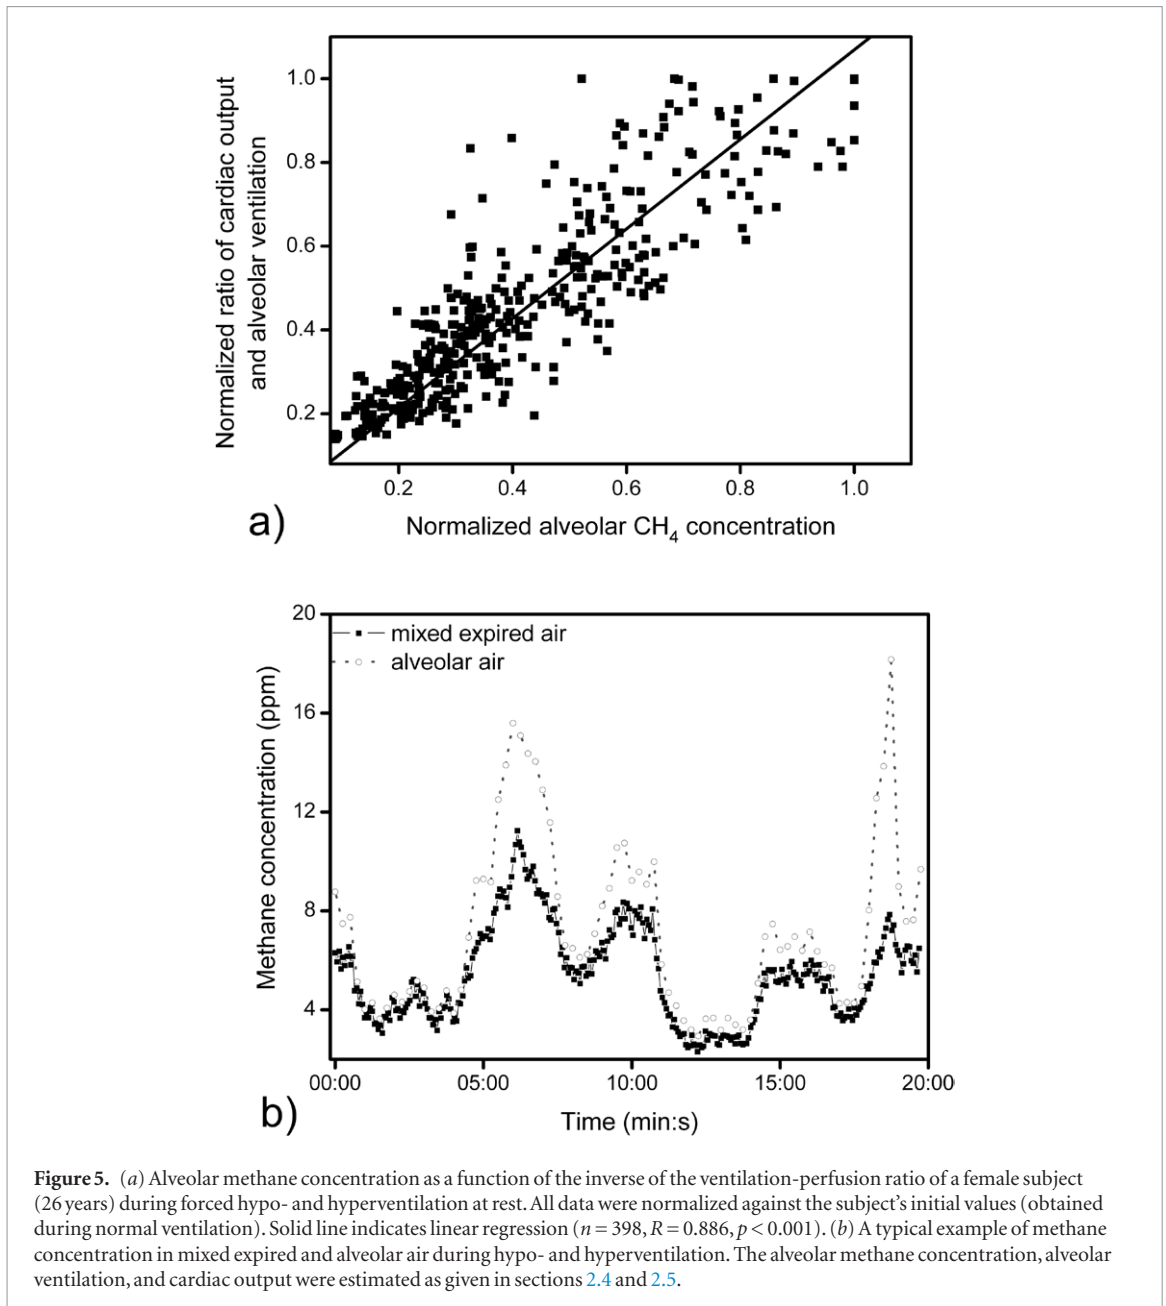 Normalized ratio of cardiac output
and alveolar ventilation
1.0
0.8
0.6
0.4
0.2
0.2 0.4 0.6 0.8 1.0
a)
Normalized alveolar CH4 concentration
Methane concentration (ppm)
20
16
12
8
4
mixed expired air
alveolar air
00:00 05:00 10:00 15:00 20:00
b)
Time (min:s)
Figure 5. (a) Alveolar methane concentration as a function of the inverse of the ventilation-perfusion ratio of a female subject
(26 years) during forced hypo- and hyperventilation at rest. All data were normalized against the subject's initial values (obtained
during normal ventilation). Solid line indicates linear regression (n = 398, R = 0.886, p < 0.001). (b) A typical example of methane
concentration in mixed expired and alveolar air during hypo- and hyperventilation. The alveolar methane concentration, alveolar
ventilation, and cardiac output were estimated as given in sections 2.4 and 2.5.